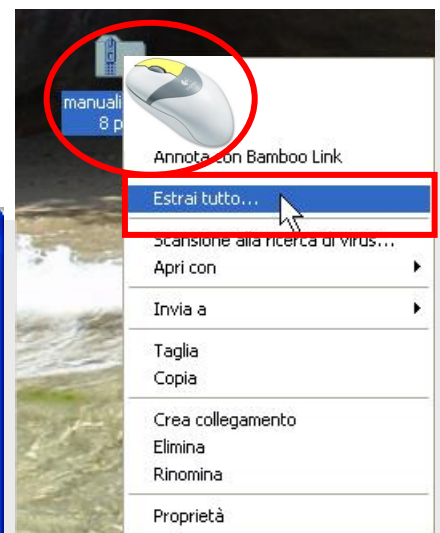 manuali
8 p
Annota con Bamboo Link
Estrai tutto...
Scansione alla ricerca di virus...
Apri con
Invia a
Taglia
Copia
Crea collegamento
Elimina
Rinomina
Proprietà